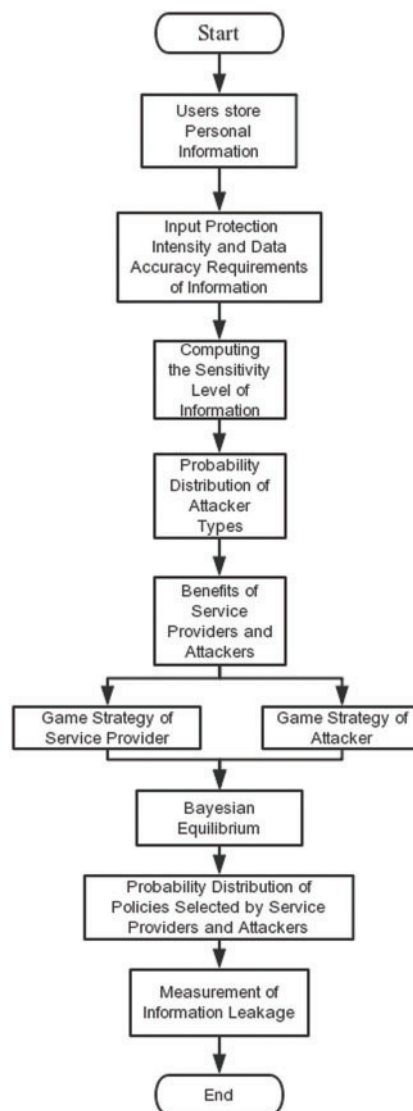 Start
Users store
Personal
Information
Input Protection
Intensity and Data
Accuracy Requirements
of Information
Computing
the Sensitivity
Level of
Information
Probability
Distribution of
Attacker
Types
Benefits of
Service
Providers and
Attackers
Game Strategy of
Service Provider
Game Strategy of
Attacker
Bayesian
Equilibrium
Probability Distribution of
Policies Selected by Service
Providers and Attackers
Measurement of
Information Leakage
End